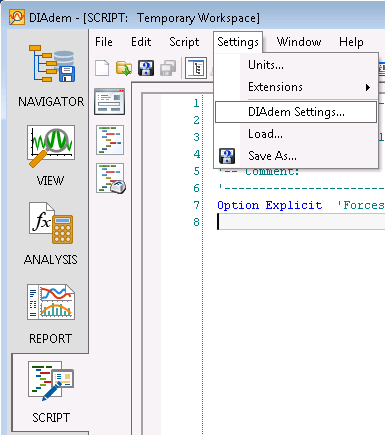 DIAdem - [SCRIPT: Temporary Workspace]
File Edit Script Settings Window Help
Units...
Extensions
DIAdem Settings...
Load...
Save As...
NAVIGATOR
VIEW
ANALYSIS
REPORT
SCRIPT
1
2
3
4
5
6
7
8
'-- Comment:
'--------------------
Option Explicit 'Forces